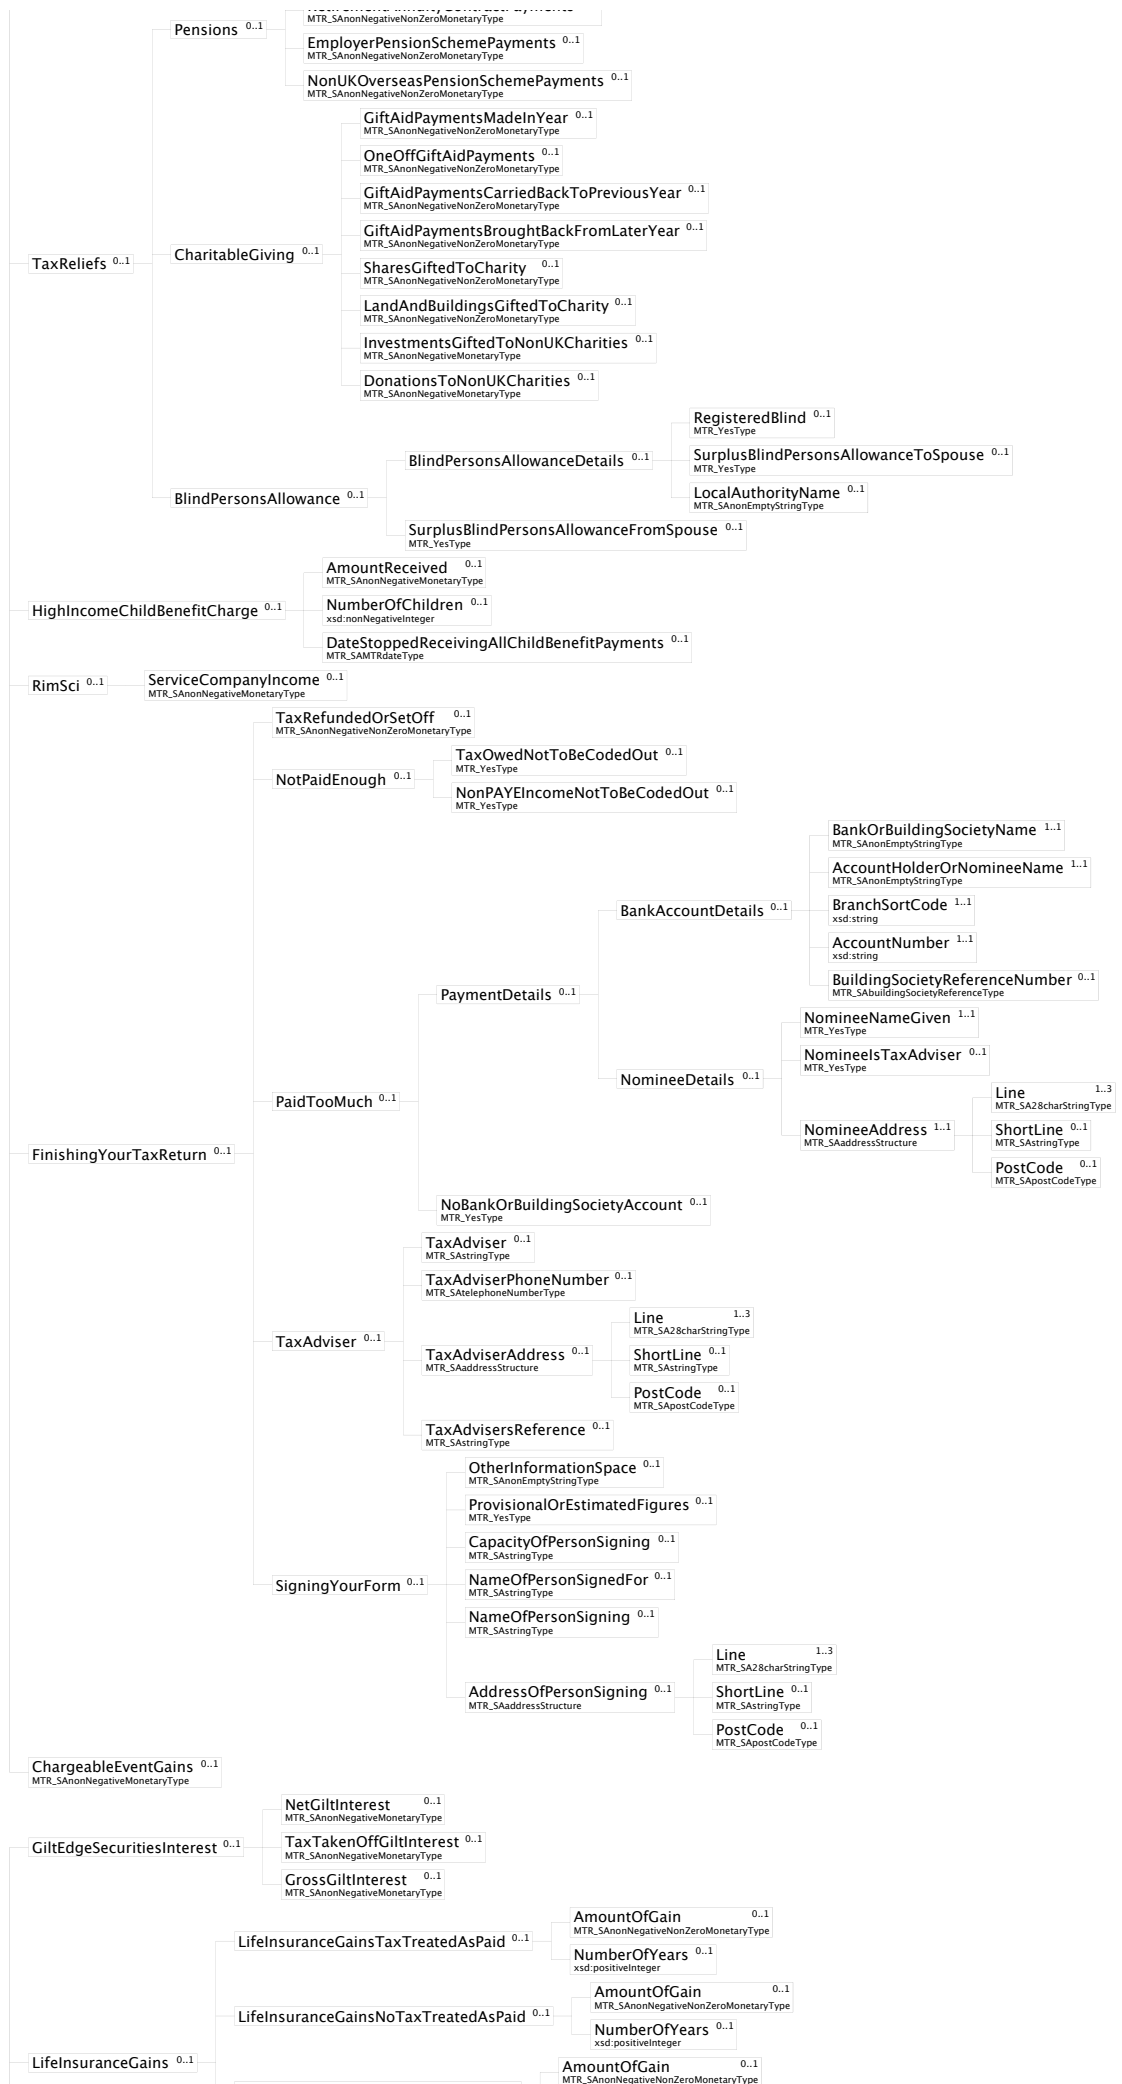 Pensions 0..1
MTR_SAnonNegativeNonZeroMonetaryType
EmployerPensionSchemePayments 0..1
MTR_SAnonNegativeNonZeroMonetaryType
NonUKOverseasPensionSchemePayments 0..1
MTR_SAnonNegativeNonZeroMonetaryType
GiftAidPaymentsMadeInYear 0..1
MTR_SAnonNegativeNonZeroMonetaryType
OneOffGiftAidPayments 0..1
MTR_SAnonNegativeNonZeroMonetaryType
GiftAidPaymentsCarriedBackToPreviousYear 0..1
MTR_SAnonNegativeNonZeroMonetaryType
GiftAidPaymentsBroughtBackFromLaterYear 0..1
MTR_SAnonNegativeNonZeroMonetaryType
CharitableGiving 0..1
TaxReliefs 0..1
SharesGiftedToCharity 0..1
MTR_SAnonNegativeNonZeroMonetaryType
LandAndBuildingsGiftedToCharity 0..1
MTR_SAnonNegativeNonZeroMonetaryType
InvestmentsGiftedToNonUKCharities 0..1
MTR_SAnonNegativeMonetaryType
DonationsToNonUKCharities 0..1
MTR_SAnonNegativeMonetaryType
RegisteredBlind 0..1
MTR_YesType
BlindPersonsAllowanceDetails 0..1
SurplusBlindPersonsAllowanceToSpouse 0..1
MTR_YesType
LocalAuthorityName 0..1
MTR_SAnonEmptyStringType
BlindPersonsAllowance 0..1
SurplusBlindPersonsAllowanceFromSpouse 0..1
MTR_YesType
AmountReceived 0..1
MTR_SAnonNegativeMonetaryType
HighIncomeChildBenefitCharge 0..1
NumberOfChildren 0..1
xsd:nonNegativeInteger
DateStoppedReceivingAllChildBenefitPayments 0..1
MTR_SAMTRdateType
RimSci 0..1
ServiceCompanyIncome 0..1
MTR_SAnonNegativeMonetaryType
TaxRefundedOrSetOff 0..1
MTR_SAnonNegativeNonZeroMonetaryType
NotPaidEnough 0..1
TaxOwedNotToBeCodedOut 0..1
MTR_YesType
NonPAYEIncomeNotToBeCodedOut 0..1
MTR_YesType
BankOrBuildingSocietyName 1..1
MTR_SAnonEmptyStringType
AccountHolderOrNomineeName 1..1
MTR_SAnonEmptyStringType
BankAccountDetails 0..1
BranchSortCode 1..1
xsd:string
AccountNumber 1..1
xsd:string
BuildingSocietyReferenceNumber 0..1
MTR_SAbuildingSocietyReferenceType
PaymentDetails 0..1
NomineeNameGiven 1..1
MTR_YesType
NomineeIsTaxAdviser 0..1
MTR_YesType
NomineeDetails 0..1
PaidTooMuch 0..1
Line 1..3
MTR_SA28charStringType
NomineeAddress 1..1
MTR_SAaddressStructure
ShortLine 0..1
MTR_SAstringType
PostCode 0..1
MTR_SApostCodeType
FinishingYourTaxReturn 0..1
NoBankOrBuildingSocietyAccount 0..1
MTR_YesType
TaxAdviser 0..1
MTR_SAstringType
TaxAdviserPhoneNumber 0..1
MTR_SAtelephoneNumberType
TaxAdviser 0..1
Line 1..3
MTR_SA28charStringType
TaxAdviserAddress 0..1
MTR_SAaddressStructure
ShortLine 0..1
MTR_SAstringType
PostCode 0..1
MTR_SApostCodeType
TaxAdvisersReference 0..1
MTR_SAstringType
OtherInformationSpace 0..1
MTR_SAnonEmptyStringType
ProvisionalOrEstimatedFigures 0..1
MTR_YesType
CapacityOfPersonSigning 0..1
MTR_SAstringType
SigningYourForm 0..1
NameOfPersonSignedFor 0..1
MTR_SAstringType
NameOfPersonSigning 0..1
MTR_SAstringType
Line 1..3
MTR_SA28charStringType
AddressOfPersonSigning 0..1
MTR_SAaddressStructure
ShortLine 0..1
MTR_SAstringType
PostCode 0..1
MTR_SApostCodeType
ChargeableEventGains 0..1
MTR_SAnonNegativeMonetaryType
NetGiltInterest 0..1
MTR_SAnonNegativeMonetaryType
GiltEdgeSecuritiesInterest 0..1
TaxTakenOffGiltInterest 0..1
MTR_SAnonNegativeMonetaryType
GrossGiltInterest 0..1
MTR_SAnonNegativeMonetaryType
LifeInsuranceGainsTaxTreatedAsPaid 0..1
AmountOfGain 0..1
MTR_SAnonNegativeNonZeroMonetaryType
NumberOfYears 0..1
xsd:positiveInteger
LifeInsuranceGainsNoTaxTreatedAsPaid 0..1
AmountOfGain 0..1
MTR_SAnonNegativeNonZeroMonetaryType
NumberOfYears 0..1
xsd:positiveInteger
LifeInsuranceGains 0..1
AmountOfGain 0..1
MTR_SAnonNegativeNonZeroMonetaryType